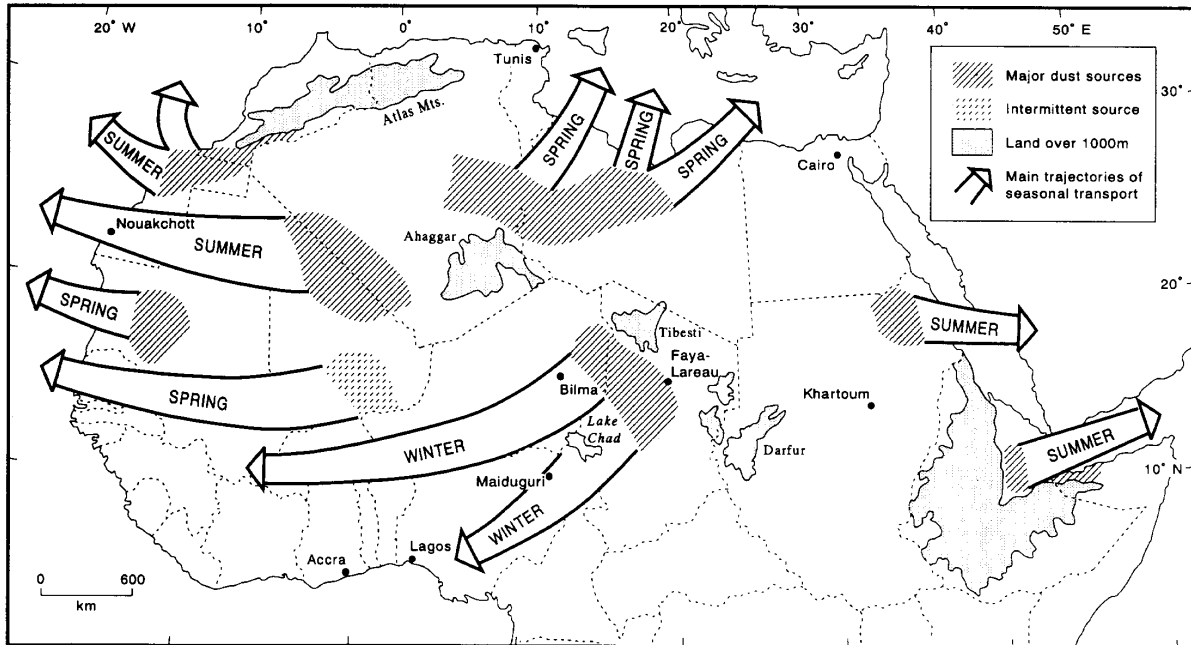 20° W
10°
0°
10°
20
30
40°
50° E
Tunis
Atlas Mts.
Major dust sources
Intermittent source
Land over 1000m
Main trajectories of
seasonal transport
30°
SUMMER
SPRING
SPRING
SPRING
Cairo
Nouakchott
SUMMER
Ahaggar
20°
SPRING
SUMMER
Tibesti
Faya-
Lareau
Bilma
Khartoum
SPRING
Lake
Chad
WINTER
Darfur
SUMMER
10° N
Maiduguri
WINTER
Lagos
Accra
0
600
km